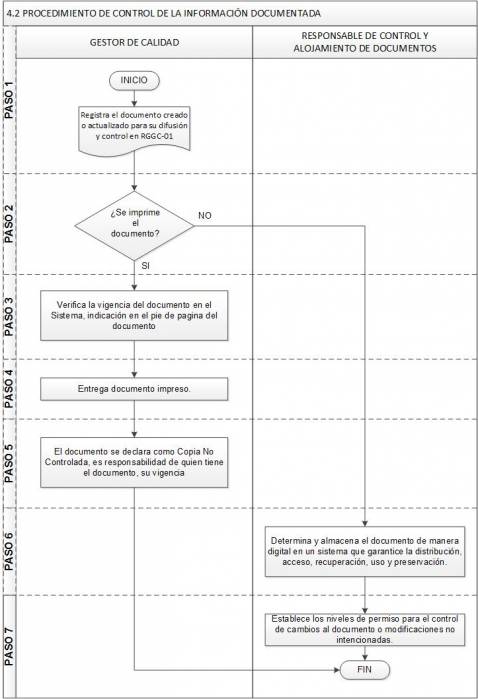 4.2 PROCEDIMIENTO DE CONTROL DE LA INFORMACIÓN DOCUMENTADA
GESTOR DE CALIDAD
RESPONSABLE DE CONTROL Y
ALOJAMIENTO DE DOCUMENTOS
PASO 1
INICIO
Registra el documento creado
o actualizado para su difusión
y control en RGGC-01
PASO 2
¿Se imprime
el
documento?
NO
SI
PASO 3
Verifica la vigencia del documento en el
Sistema, indicación en el pie de pagina del
documento
PASO 4
Entrega documento impreso.
PASO 5
El documento se declara como Copia No
Controlada, es responsabilidad de quien tiene
el documento, su vigencia
PASO 6
Determina y almacena el documento de manera
digital en un sistema que garantice la distribución,
acceso, recuperación, uso y preservación.
PASO 7
Establece los niveles de permiso para el control
de cambios al documento o modificaciones no
intencionadas.
FIN